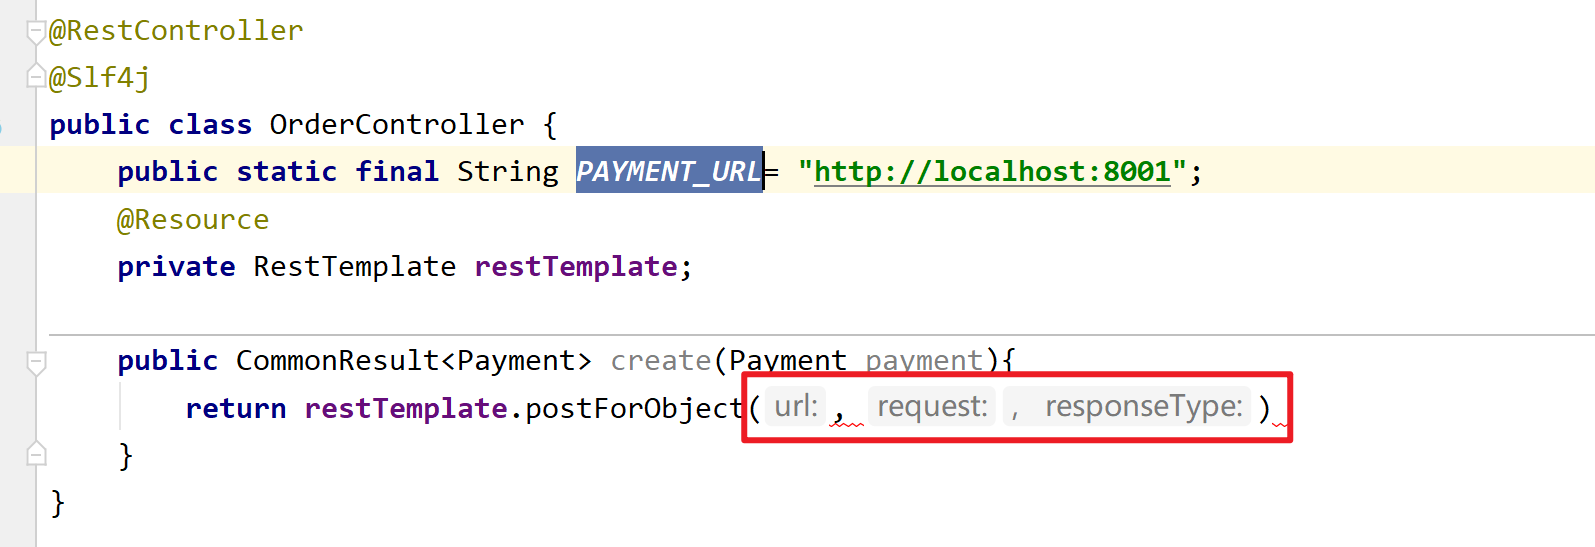 @RestController
@Slf4j
public class OrderController {
public static final String PAYMENT_URL= "http://localhost:8001";
@Resource
private RestTemplate restTemplate;
public CommonResult<Payment> create(Payment payment){
return restTemplate.postForObject( url: , request: , responseType: )
}
}